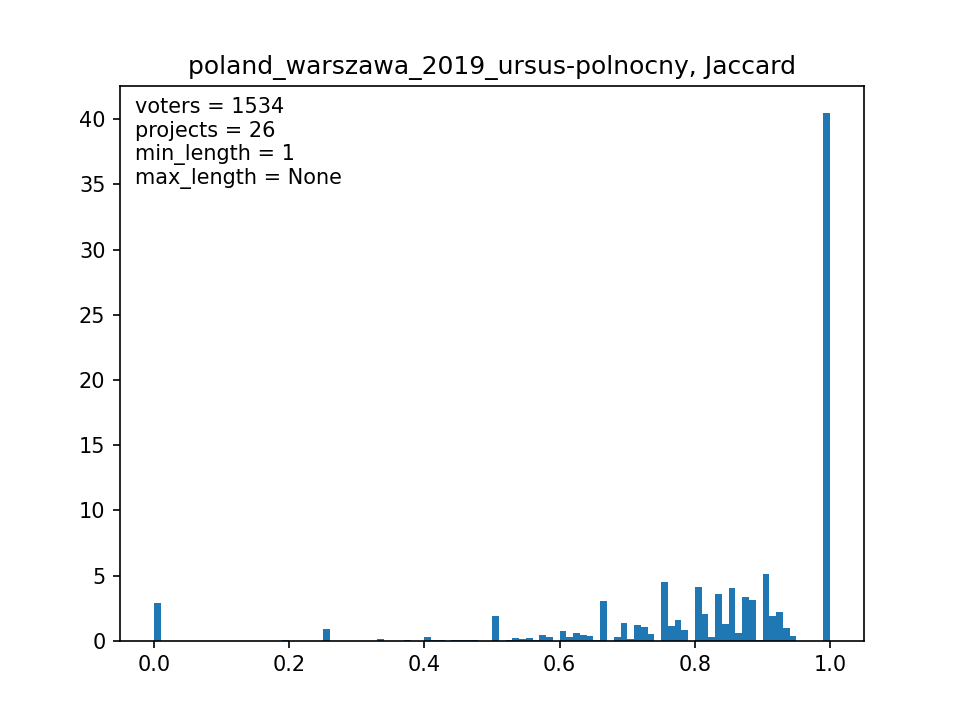 poland_warszawa_2019_ursus-polnocny, Jaccard
voters = 1534
projects = 26
min_length = 1
max_length = None
40
35
30
25
20
15
10
5
0
0.0 0.2 0.4 0.6 0.8 1.0